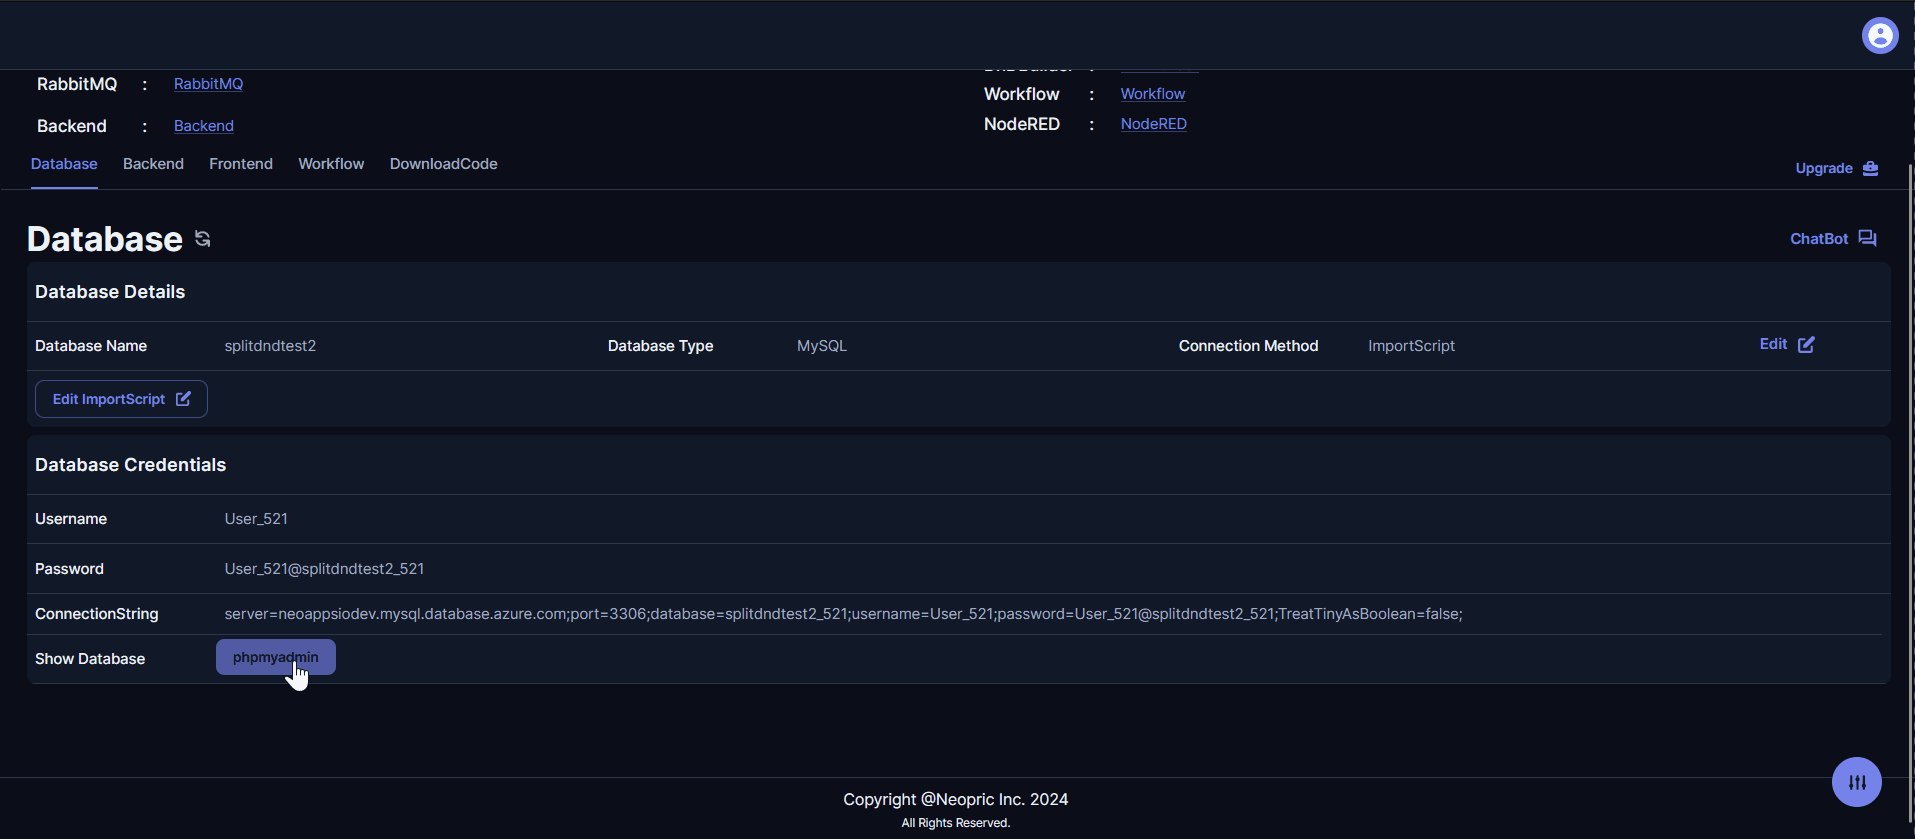 RabbitMQ : RabbitMQ
Workflow : Workflow
Backend : Backend
NodeRED : NodeRED
Database Backend Frontend Workflow DownloadCode
Upgrade
Database
ChatBot
Database Details
Database Name splitdndtest2 Database Type MySQL Connection Method ImportScript Edit
Edit ImportScript
Database Credentials
Username User_521
Password User_521@splitdndtest2_521
ConnectionString server=neoappsiodev.mysql.database.azure.com;port=3306;database=splitdndtest2_521;username=User_521;password=User_521@splitdndtest2_521;TreatTinyAsBoolean=false;
Show Database phpmyadmin
Copyright @Neopric Inc. 2024
All Rights Reserved.